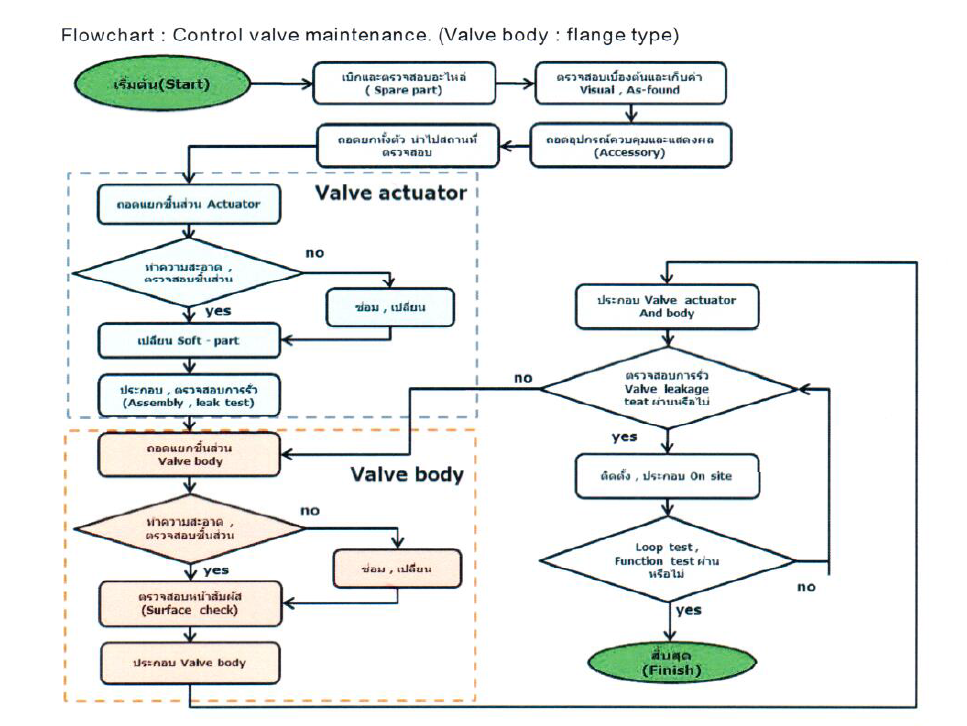 Flowchart : Control valve maintenance. (Valve body : flange type)
เริ่มต้น(Start)
เบิกและตรวจสอบอะไหล่
( Spare part)
ตรวจสอบเบื้องต้นและเก็บค่า
Visual , As-found
ถอดอุปกรณ์ควบคุมและแสดงผล
(Accessory)
ถอดยกทั้งตัว นำไปสถานที่
ตรวจสอบ
Valve actuator
ถอดแยกชิ้นส่วน Actuator
ทำความสะอาด ,
ตรวจสอบชิ้นส่วน
no
ซ่อม , เปลี่ยน
yes
เปลี่ยน Soft - part
ประกอบ , ตรวจสอบการรั่ว
(Assembly , leak test)
Valve body
ถอดแยกชิ้นส่วน
Valve body
ทำความสะอาด ,
ตรวจสอบชิ้นส่วน
no
ซ่อม , เปลี่ยน
yes
ตรวจสอบหน้าสัมผัส
(Surface check)
ประกอบ Valve body
ประกอบ Valve actuator
And body
ตรวจสอบการรั่ว
Valve leakage
teat ผ่านหรือไม่
no
yes
ติดตั้ง , ประกอบ On site
Loop test ,
Function test ผ่าน
หรือไม่
no
yes
สิ้นสุด
(Finish)